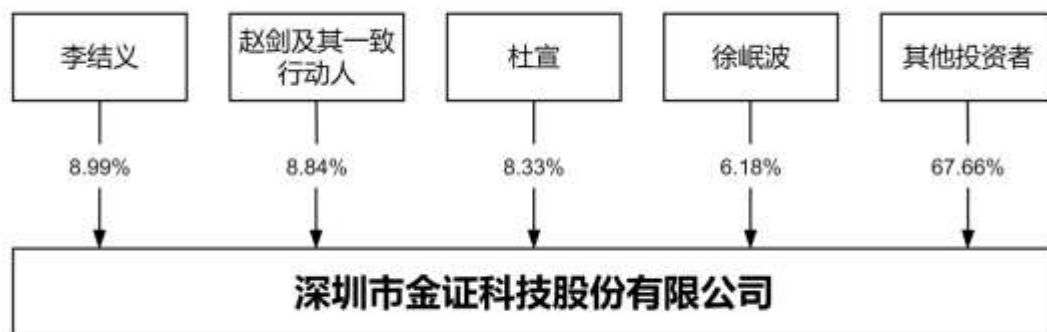 李结义
赵剑及其一致
行动人
杜宣
徐岷波
其他投资者
8.99%
8.84%
8.33%
6.18%
67.66%
深圳市金证科技股份有限公司